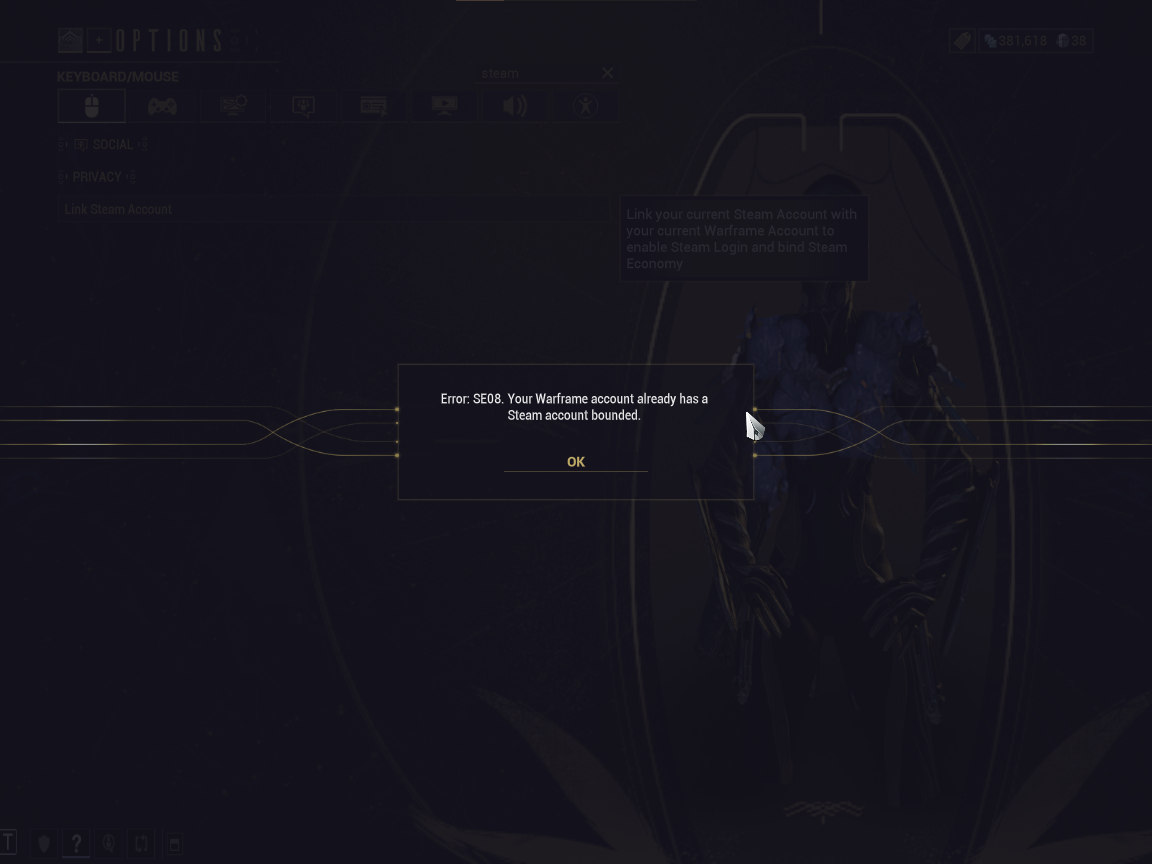 OPTIONS
381,618 38
KEYBOARD/MOUSE
steam
SOCIAL
PRIVACY
Link Steam Account
Link your current Steam Account with
your current Warframe Account to
enable Steam Login and bind Steam
Economy
Error: SE08. Your Warframe account already has a
Steam account bounded.
OK
T
?